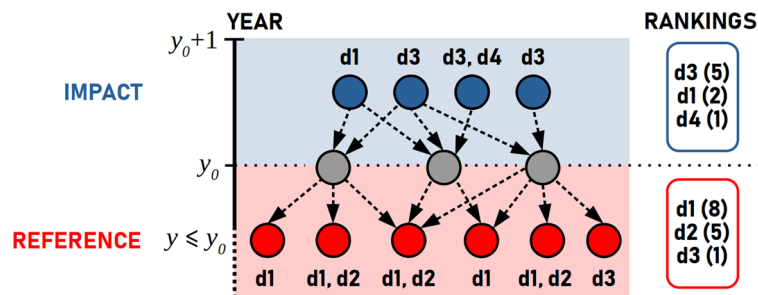 YEAR
RANKINGS
y₀+1
d1 d3 d3, d4 d3
IMPACT
d3 (5)
d1 (2)
d4 (1)
y₀
REFERENCE
y ⩽ y₀
d1 d1, d2 d1, d2 d1 d1, d2 d3
d1 (8)
d2 (5)
d3 (1)